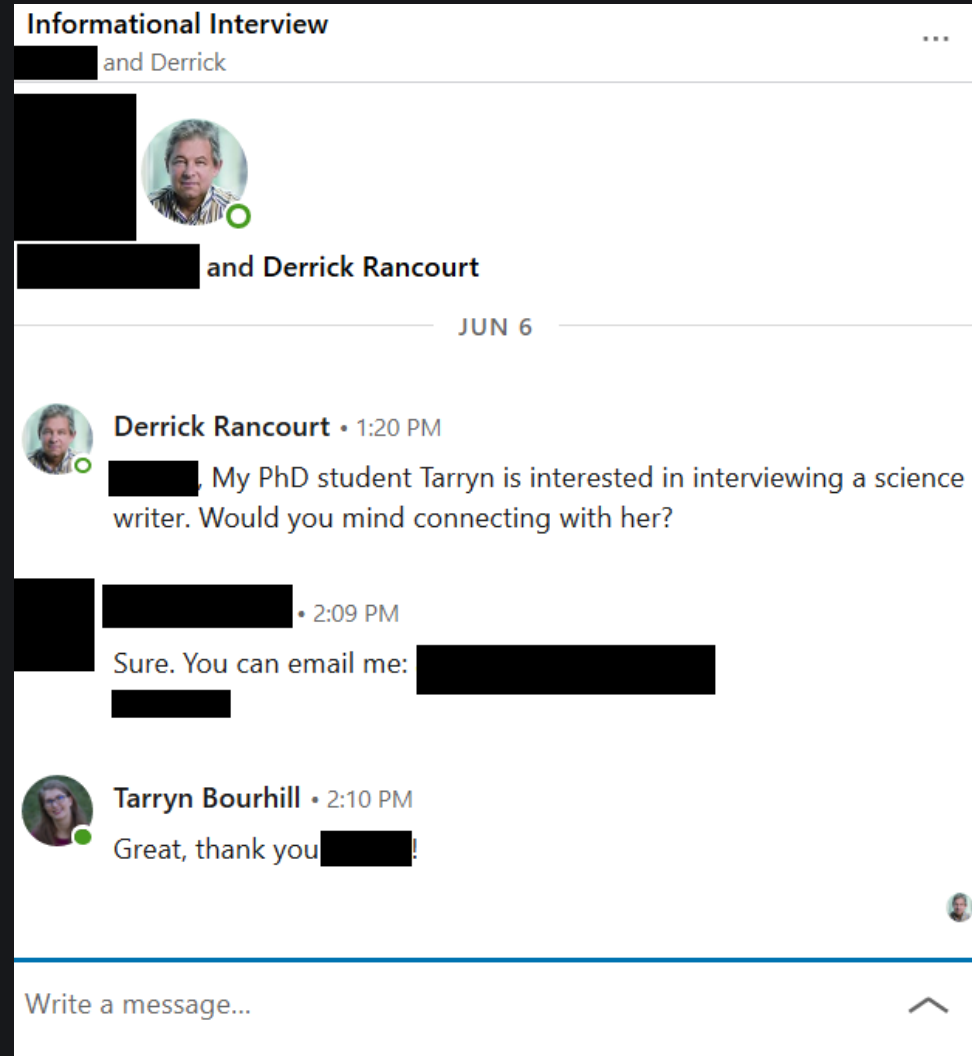 Informational Interview
...
and Derrick
and Derrick Rancourt
JUN 6
Derrick Rancourt • 1:20 PM
, My PhD student Tarryn is interested in interviewing a science
writer. Would you mind connecting with her?
• 2:09 PM
Sure. You can email me:
Tarryn Bourhill • 2:10 PM
Great, thank you !
Write a message...